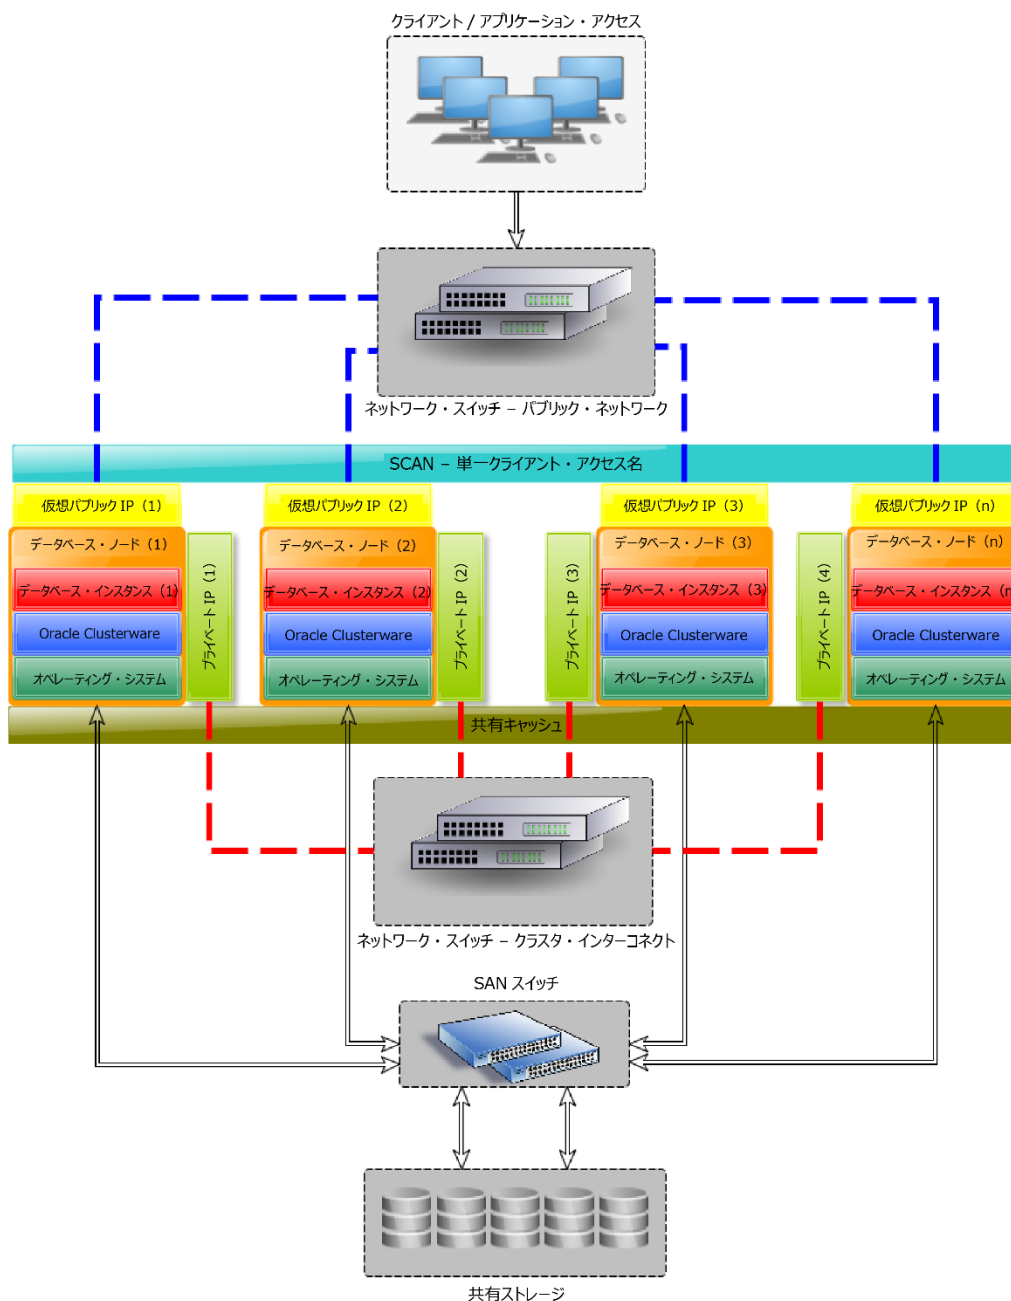 クライアント / アプリケーション・アクセス
ネットワーク・スイッチ – パブリック・ネットワーク
SCAN – 単一クライアント・アクセス名
仮想パブリック IP（1）
仮想パブリック IP（2）
仮想パブリック IP（3）
仮想パブリック IP（n）
データベース・ノード（1）
データベース・インスタンス（1）
Oracle Clusterware
オペレーティング・システム
プライベート IP（1）
データベース・ノード（2）
データベース・インスタンス（2）
Oracle Clusterware
オペレーティング・システム
プライベート IP（2）
プライベート IP（3）
データベース・ノード（3）
データベース・インスタンス（3）
Oracle Clusterware
オペレーティング・システム
プライベート IP（4）
データベース・ノード（n）
データベース・インスタンス（n
Oracle Clusterware
オペレーティング・システム
共有キャッシュ
ネットワーク・スイッチ – クラスタ・インターコネクト
SAN スイッチ
共有ストレージ